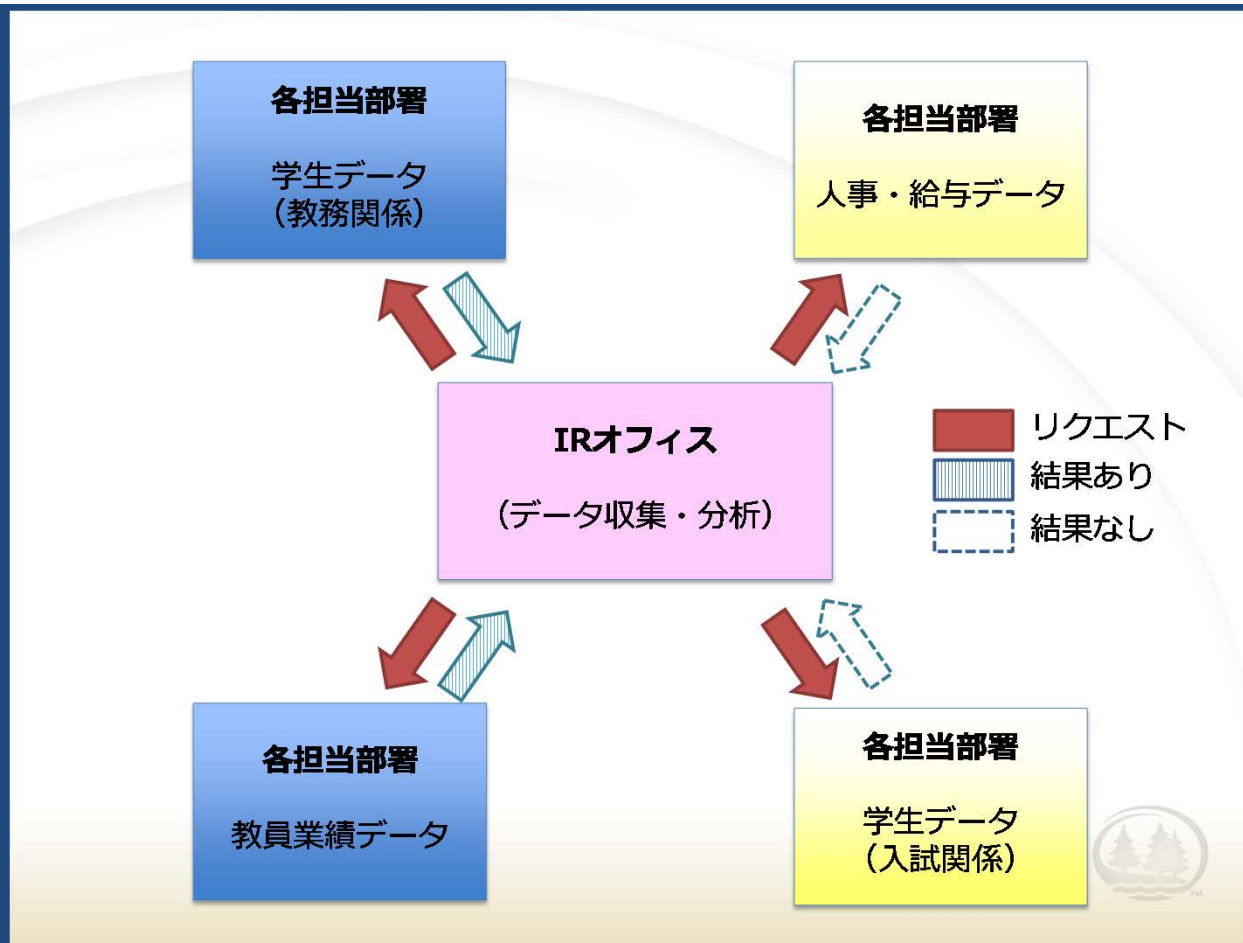 各担当部署
学生データ
（教務関係）
各担当部署
人事・給与データ
IRオフィス
（データ収集・分析）
リクエスト
結果あり
結果なし
各担当部署
教員業績データ
各担当部署
学生データ
（入試関係）
TM